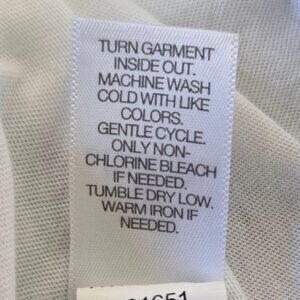 TURN GARMENT
INSIDE OUT.
MACHINE WASH
COLD WITH LIKE
COLORS.
GENTLE CYCLE.
ONLY NON-
CHLORINE BLEACH
IF NEEDED.
TUMBLE DRY LOW.
WARM IRON IF
NEEDED.